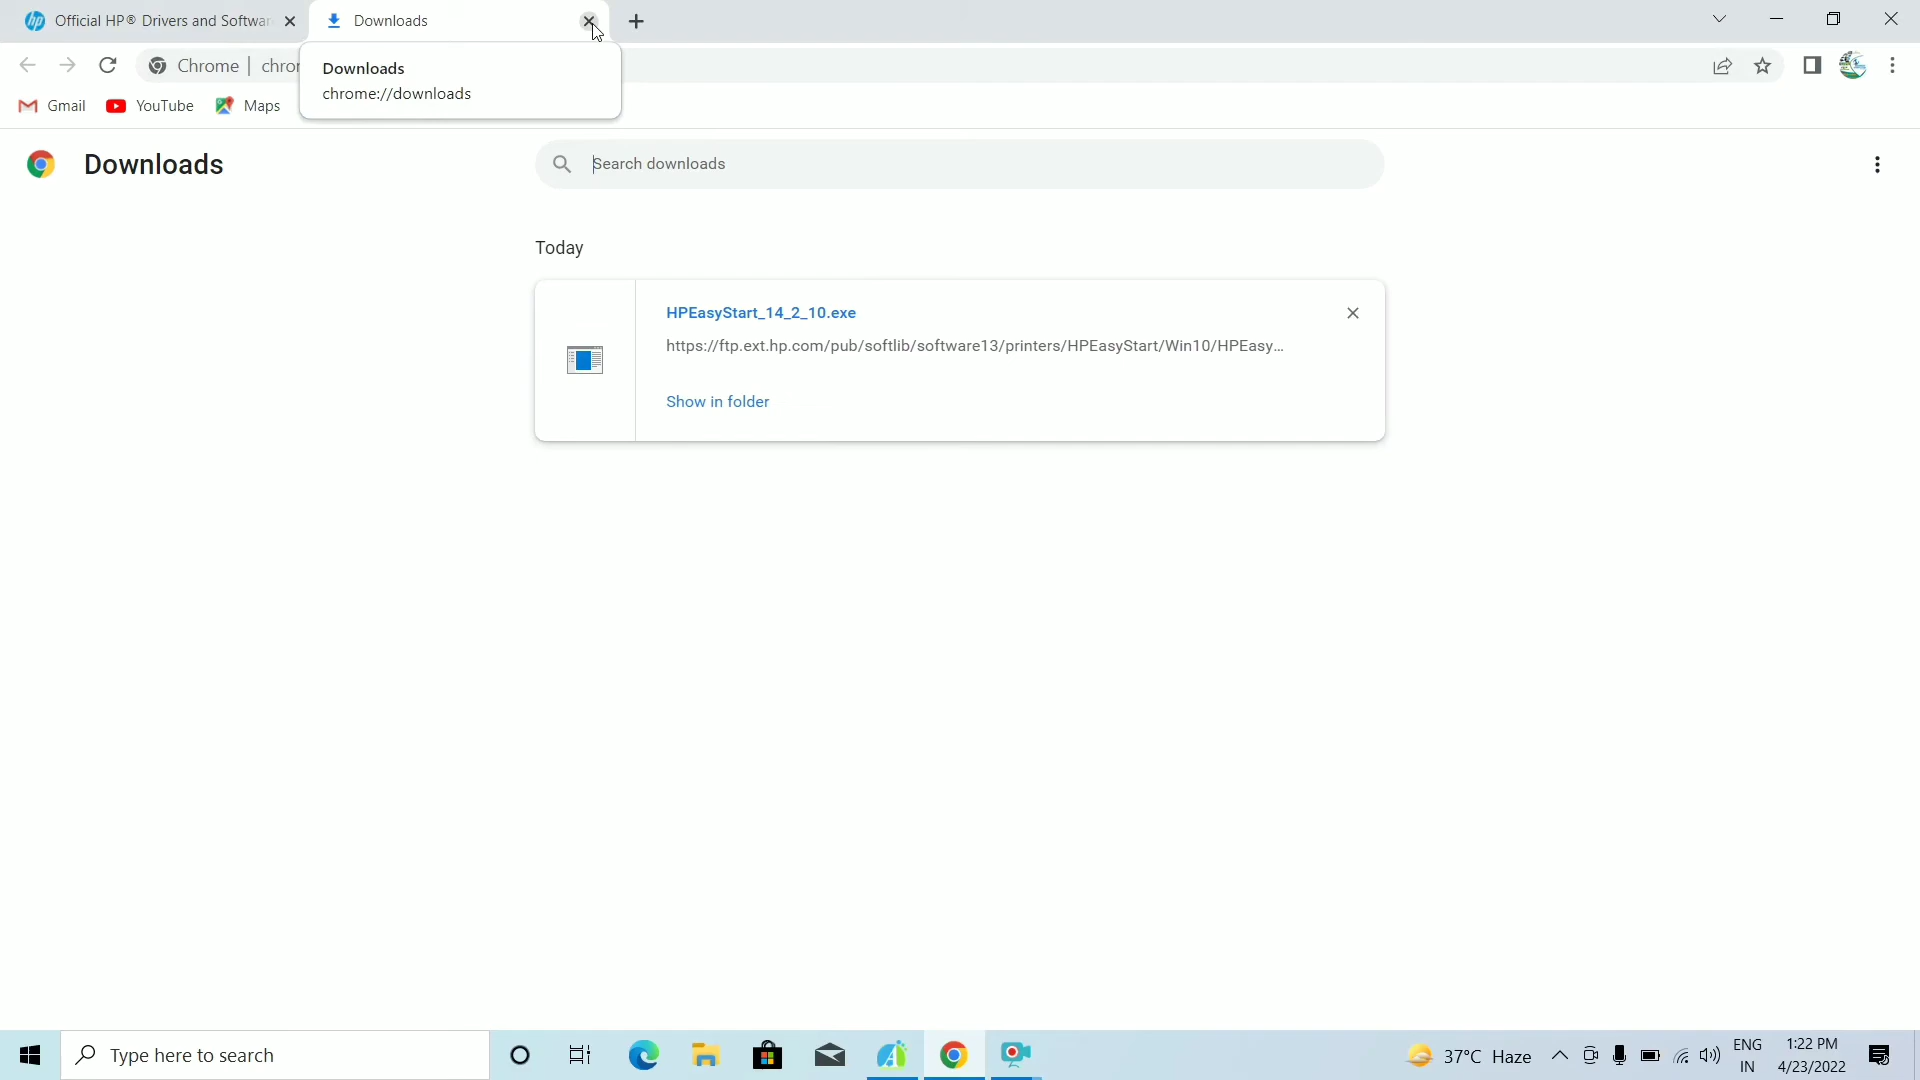 Official HP® Drivers and Softwar
Downloads
Chrome
chror
Downloads
chrome://downloads
Gmail
YouTube
Maps
Downloads
Search downloads
Today
HPEasyStart_14_2_10.exe
https://ftp.ext.hp.com/pub/softlib/software13/printers/HPEasyStart/Win10/HPEasy...
Show in folder
Type here to search
37°C Haze
ENG
IN
1:22 PM
4/23/2022